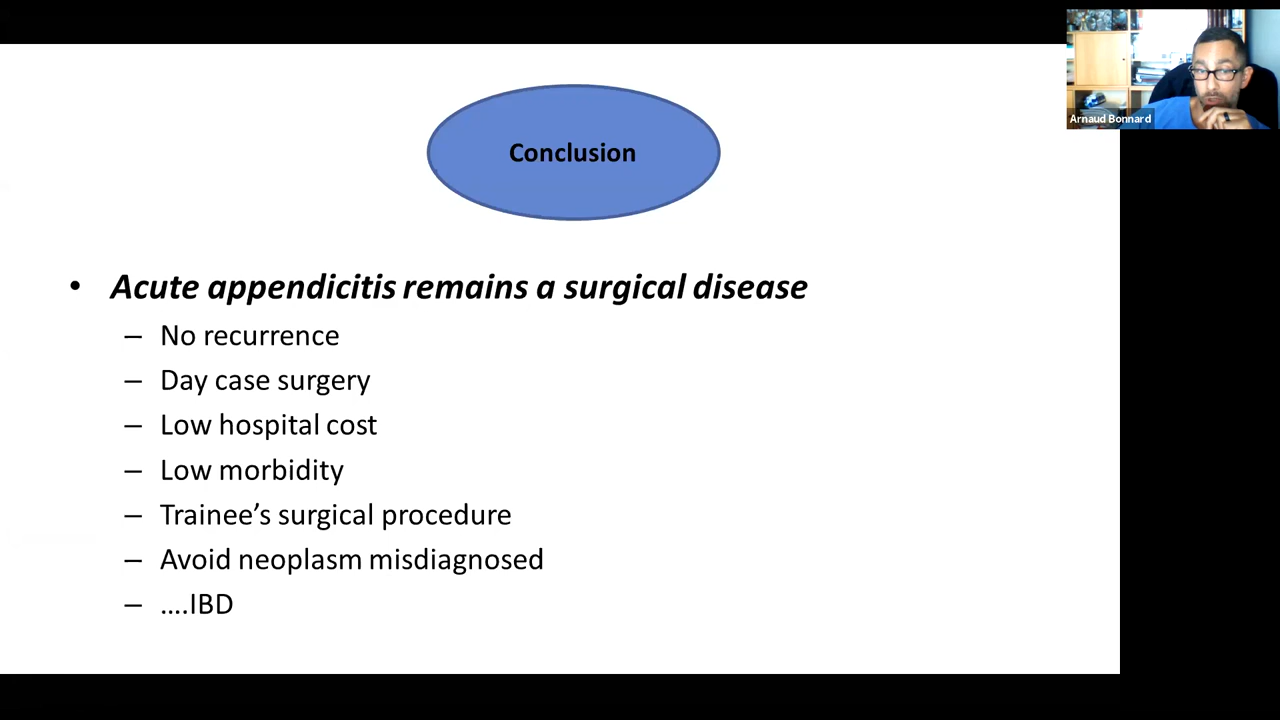 Arnaud Bonnard
Conclusion
• Acute appendicitis remains a surgical disease
– No recurrence
– Day case surgery
– Low hospital cost
– Low morbidity
– Trainee’s surgical procedure
– Avoid neoplasm misdiagnosed
– ....IBD